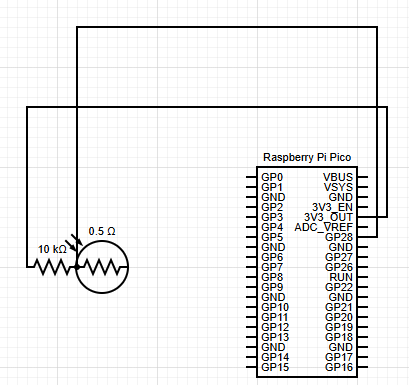 Raspberry Pi Pico
GP0 VBUS
GP1 VSYS
GND GND
GP2 3V3_EN
GP3 3V3_OUT
GP4 ADC_VREF
GP5 GP28
GND GND
GP6 GP27
GP7 GP26
GP8 RUN
GP9 GP22
GND GND
GP10 GP21
GP11 GP20
GP12 GP19
GP13 GP18
GND GND
GP14 GP17
GP15 GP16
0.5 Ω
10 kΩ